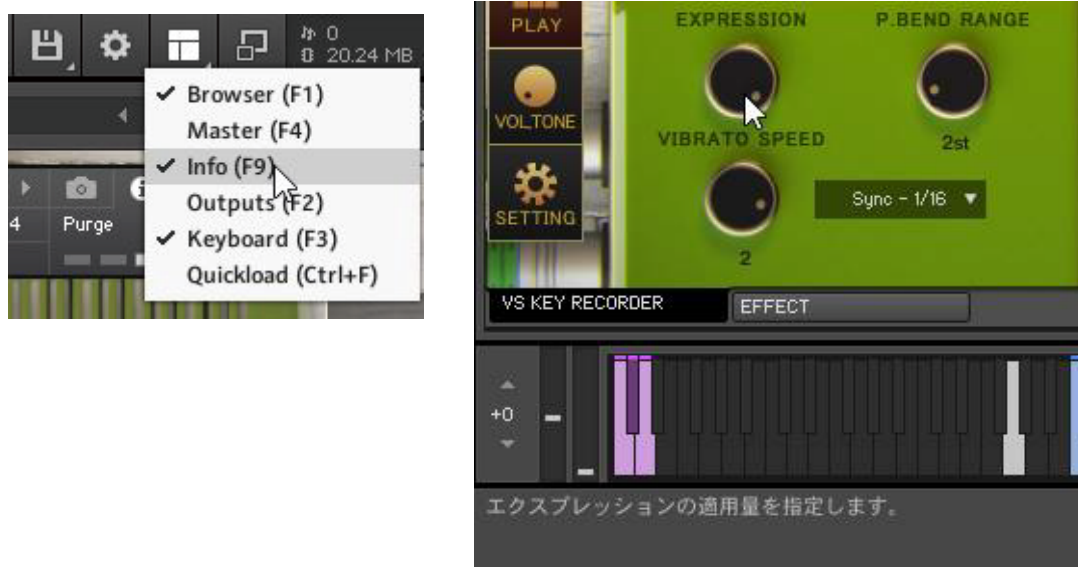 0
20.24 MB
Browser (F1)
Master (F4)
Info (F9)
Outputs (F2)
Keyboard (F3)
Quickload (Ctrl+F)
4
Purge
PLAY
EXPRESSION
P.BEND RANGE
VOL,TONE
VIBRATO SPEED
2st
SETTING
Sync - 1/16
2
VS KEY RECORDER
EFFECT
+0
エクスプレッションの適用量を指定します。